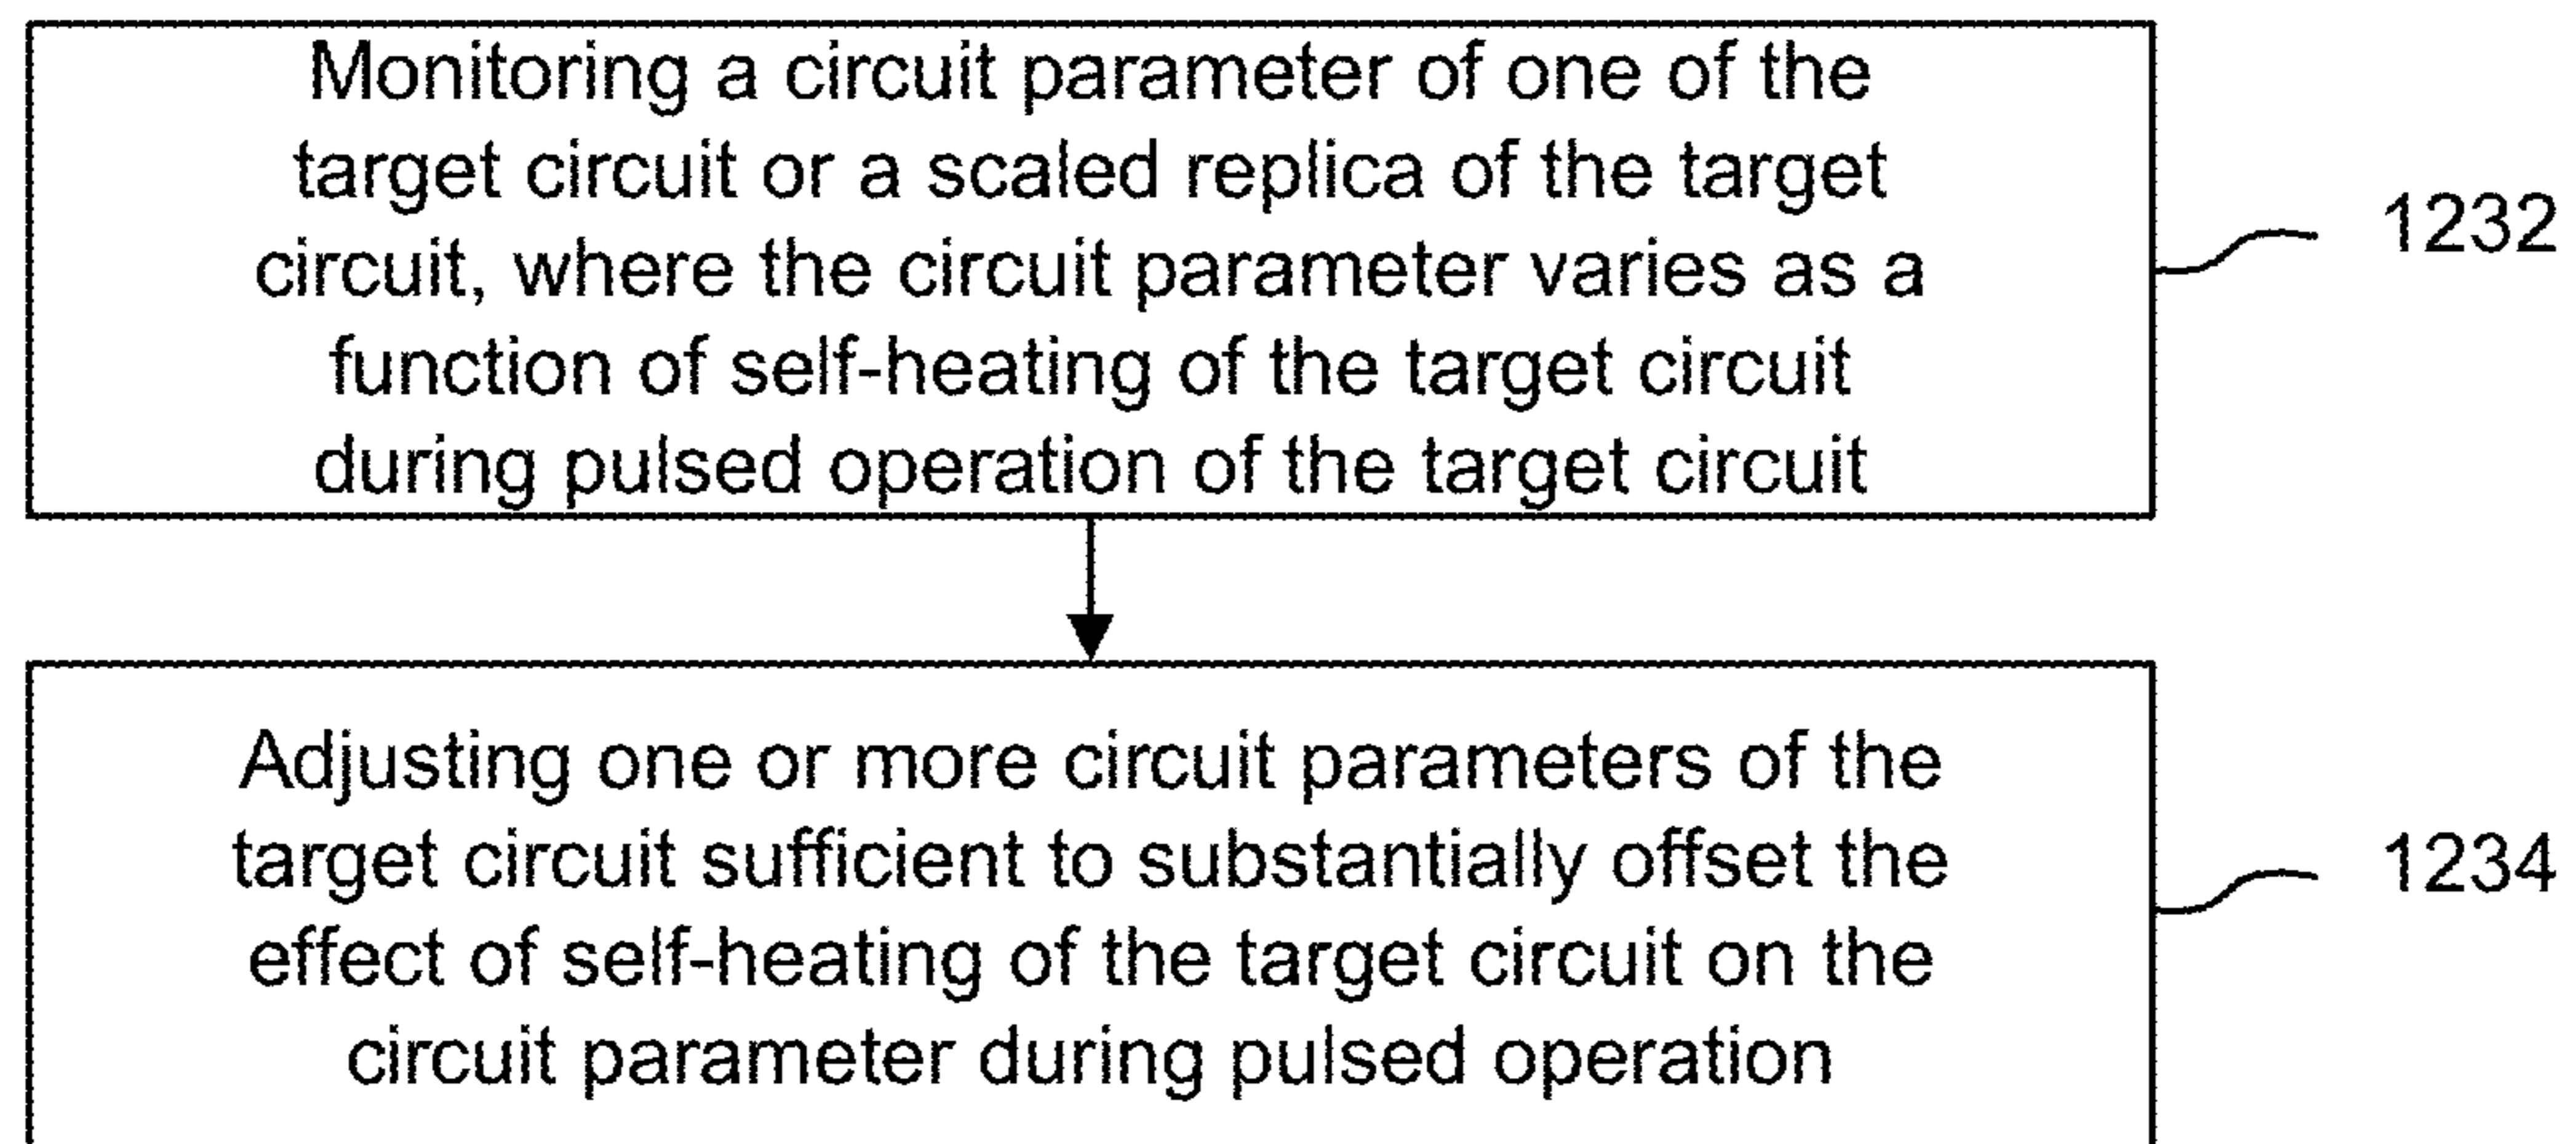 Monitoring a circuit parameter of one of the
target circuit or a scaled replica of the target
circuit, where the circuit parameter varies as a
function of self-heating of the target circuit
during pulsed operation of the target circuit
1232
Adjusting one or more circuit parameters of the
target circuit sufficient to substantially offset the
effect of self-heating of the target circuit on the
circuit parameter during pulsed operation
1234